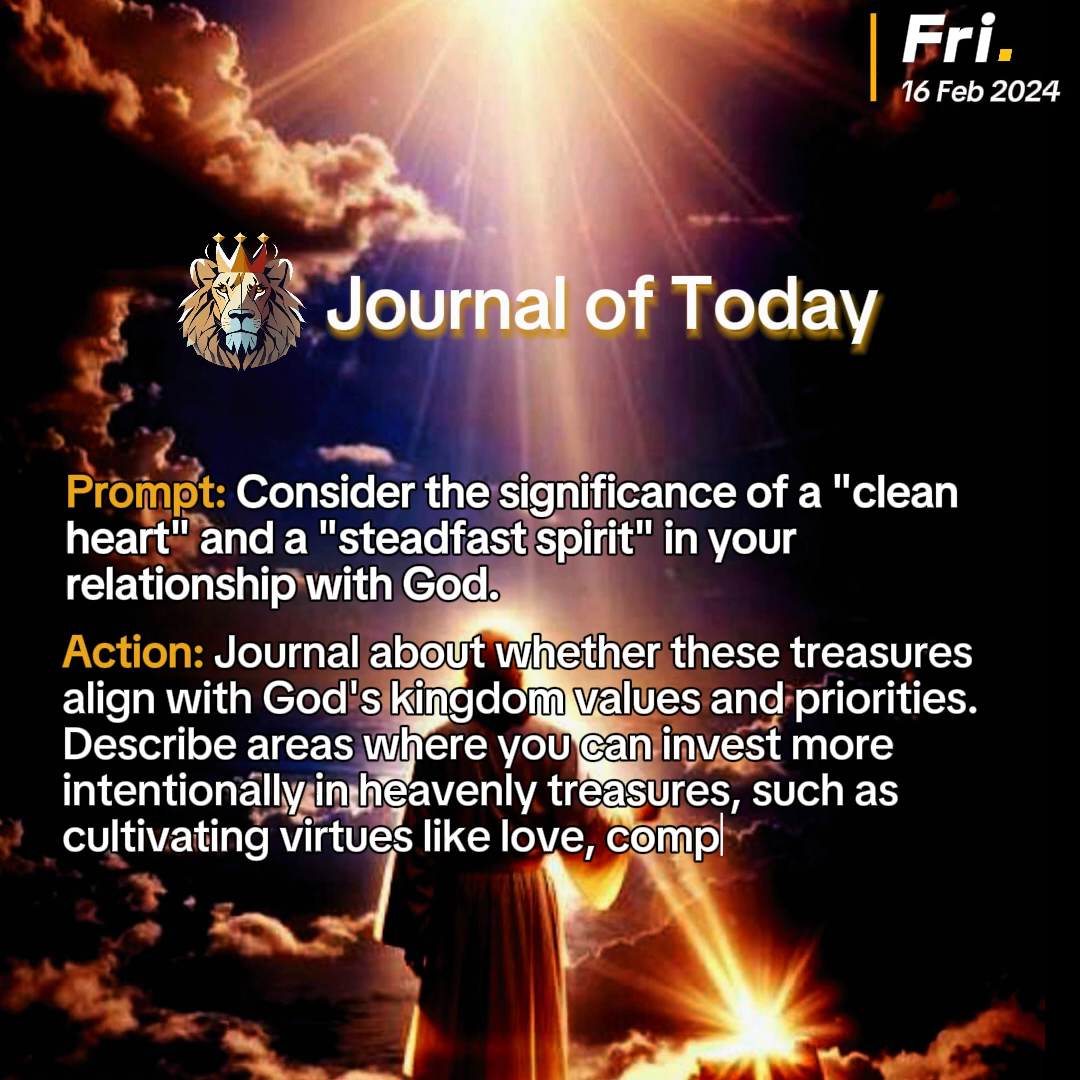 Fri.
16 Feb 2024
Journal of Today
Prompt: Consider the significance of a "clean
heart" and a "steadfast spirit" in your
relationship with God.
Action: Journal about whether these treasures
align with God's kingdom values and priorities.
Describe areas where you can invest more
intentionally in heavenly treasures, such as
cultivating virtues like love, comp